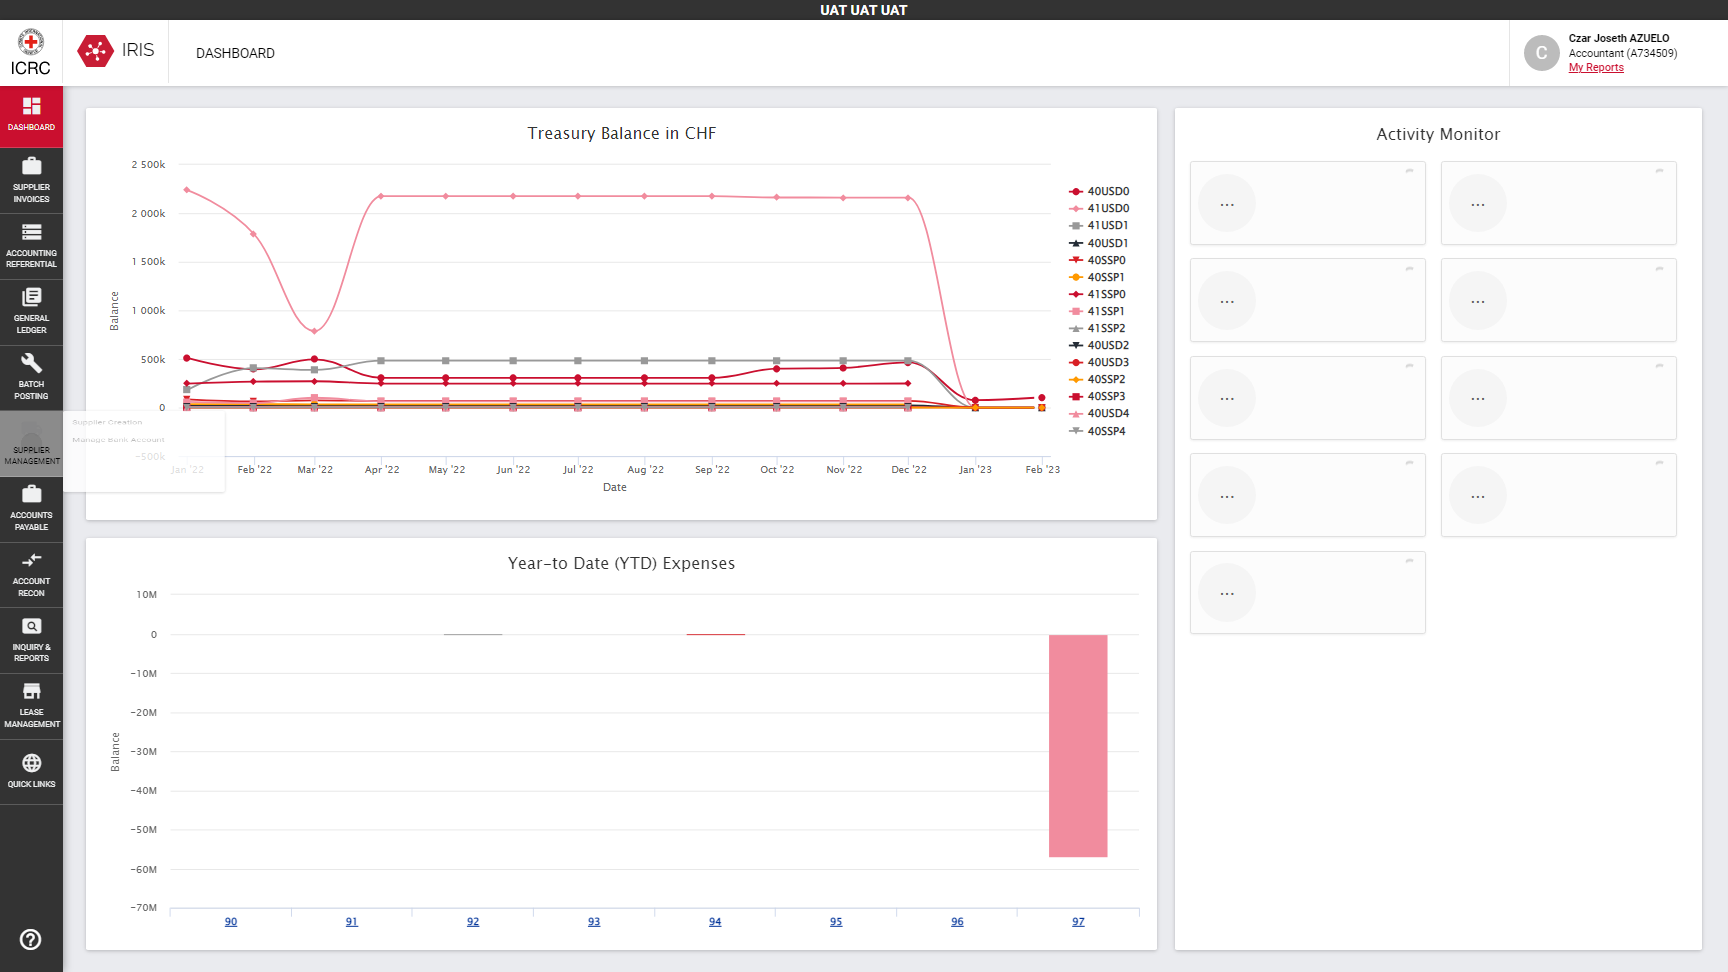 UAT UAT UAT
ICRC
IRIS
DASHBOARD
C
Czar Joseth AZUELO
Accountant (A734509)
My Reports
DASHBOARD
SUPPLIER
INVOICES
ACCOUNTING
REFERENTIAL
GENERAL
LEDGER
BATCH
POSTING
SUPPLIER
MANAGEMENT
Supplier Creation
Manage Bank Account
ACCOUNTS
PAYABLE
ACCOUNT
RECON
INQUIRY &
REPORTS
LEASE
MANAGEMENT
QUICK LINKS
Treasury Balance in CHF
Balance
2 500k
2 000k
1 500k
1 000k
500k
0
-500k
Jan '22
Feb '22
Mar '22
Apr '22
May '22
Jun '22
Jul '22
Aug '22
Sep '22
Oct '22
Nov '22
Dec '22
Jan '23
Feb '23
Date
40USD0
41USD0
41USD1
40USD1
40SSP0
40SSP1
41SSP0
41SSP1
41SSP2
40USD2
40USD3
40SSP2
40SSP3
40USD4
40SSP4
Year-to Date (YTD) Expenses
Balance
10M
0
-10M
-20M
-30M
-40M
-50M
-60M
-70M
90
91
92
93
94
95
96
97
Activity Monitor
...
...
...
...
...
...
...
...
...